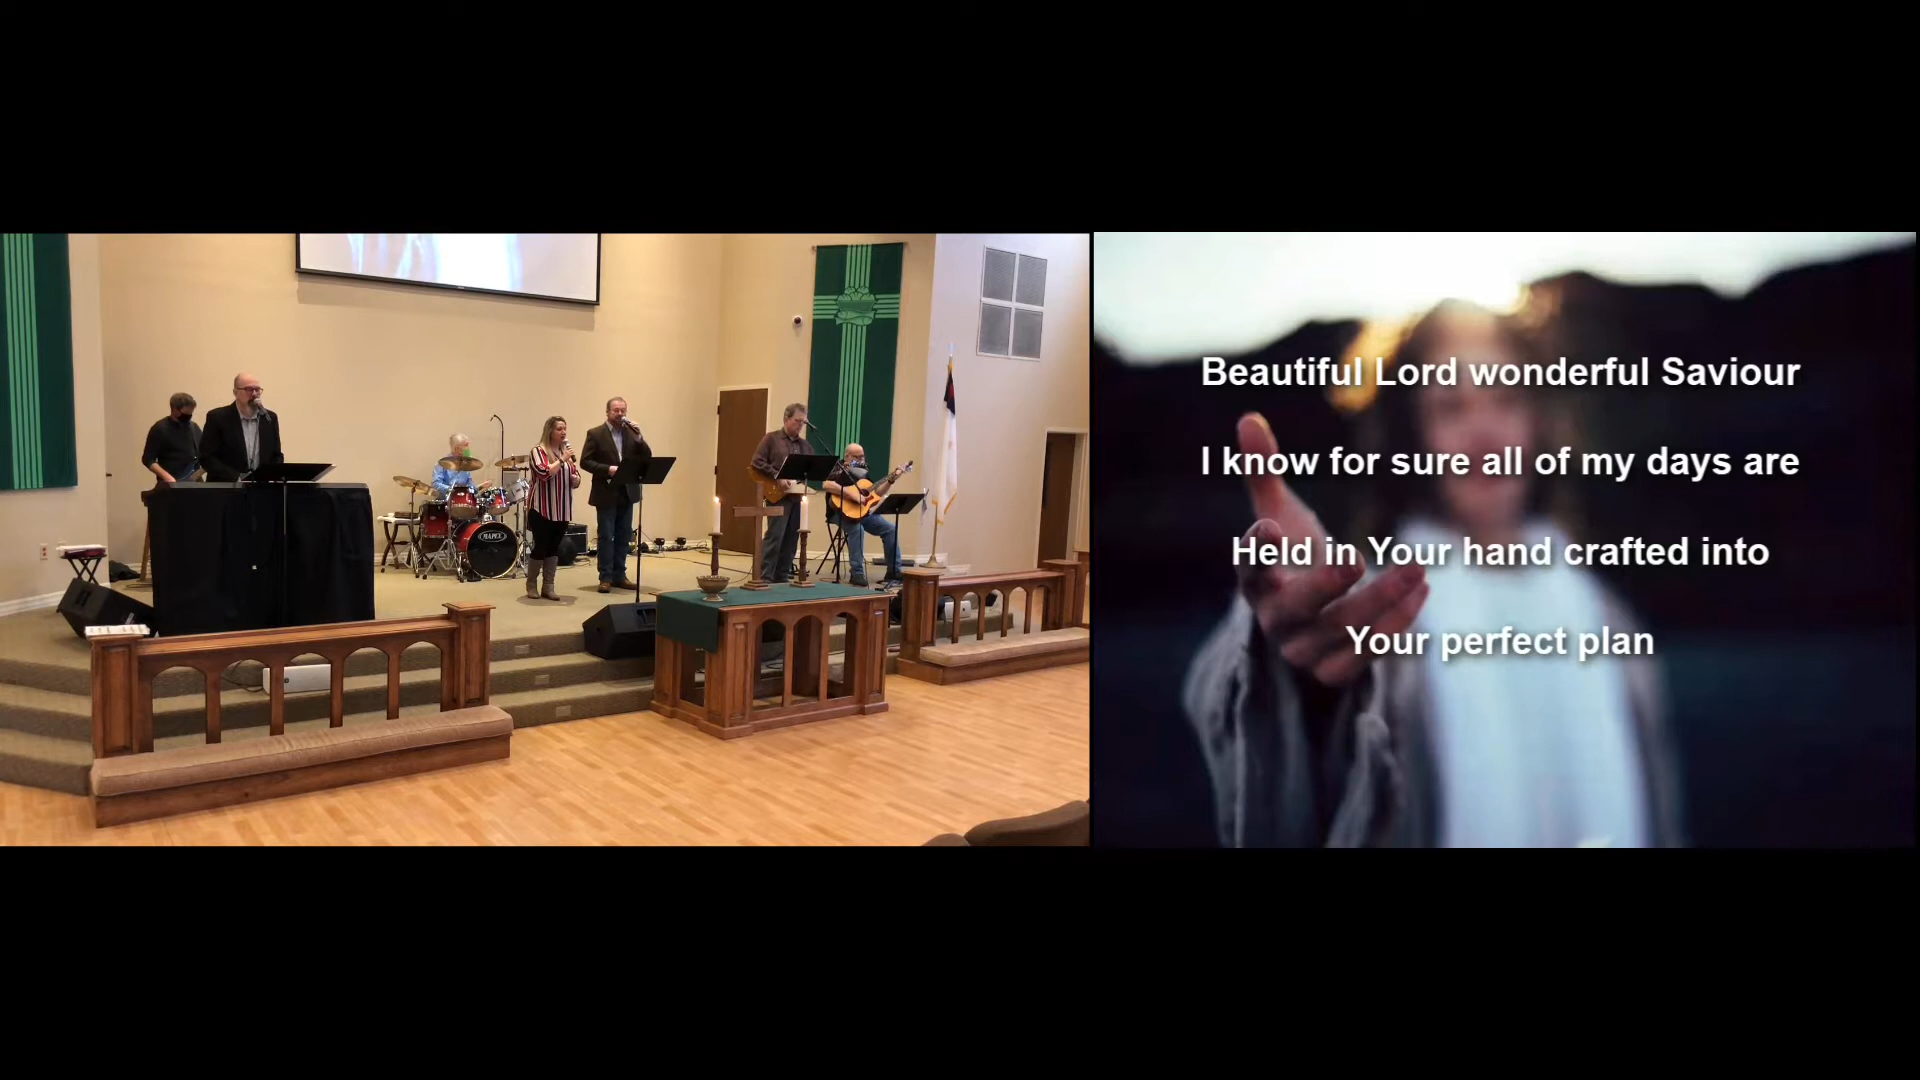 MAPEX
Beautiful Lord wonderful Saviour
I know for sure all of my days are
Held in Your hand crafted into
Your perfect plan